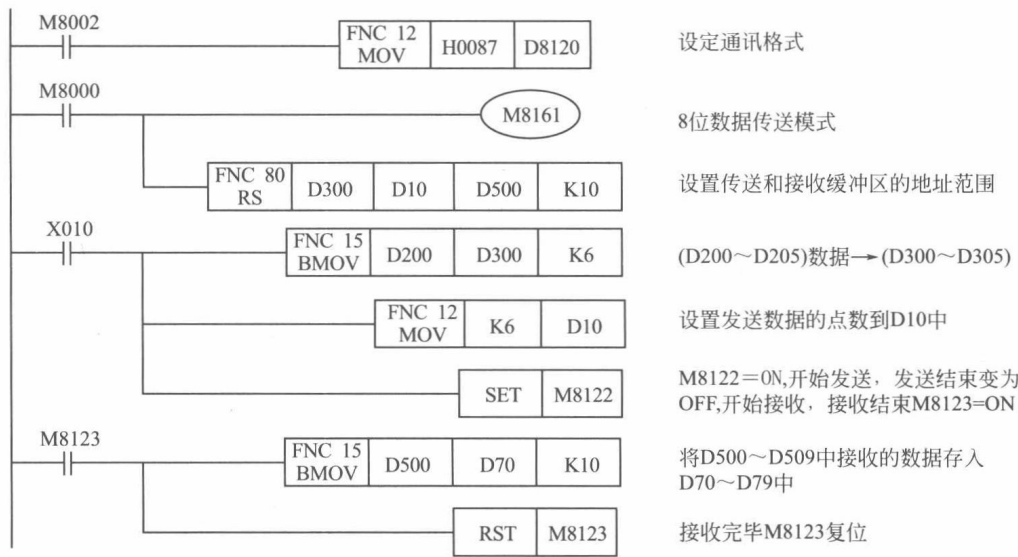 M8002
FNC 12 MOV H0087 D8120 设定通讯格式
M8000
M8161 8位数据传送模式
FNC 80 RS D300 D10 D500 K10 设置传送和接收缓冲区的地址范围
X010
FNC 15 BMOV D200 D300 K6 (D200～D205)数据→(D300～D305)
FNC 12 MOV K6 D10 设置发送数据的点数到D10中
SET M8122 M8122＝ON,开始发送，发送结束变为
OFF,开始接收，接收结束M8123=ON
M8123
FNC 15 BMOV D500 D70 K10 将D500～D509中接收的数据存入
D70～D79中
RST M8123 接收完毕M8123复位